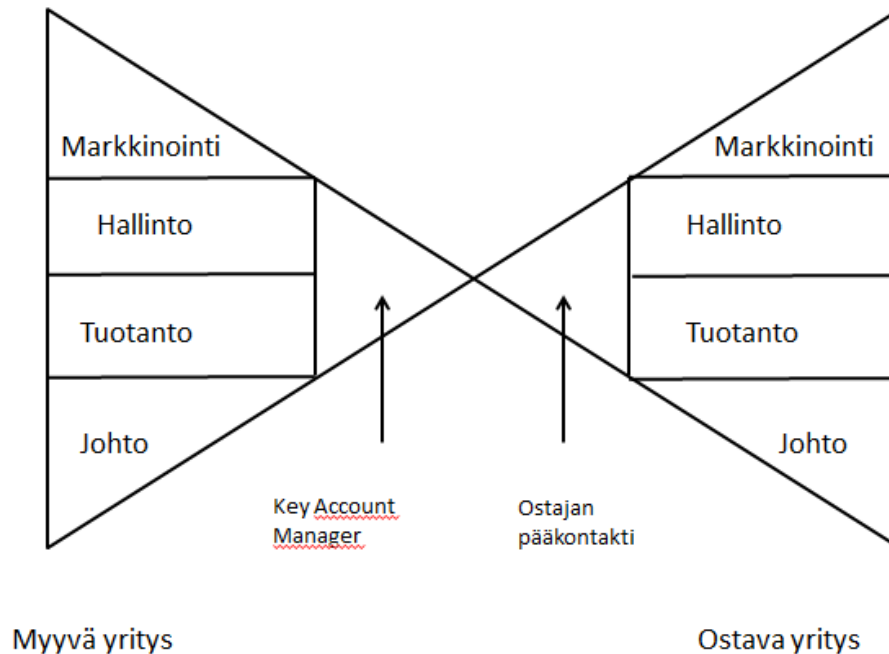 Markkinointi
Markkinointi
Hallinto
Hallinto
Tuotanto
Tuotanto
Johto
Johto
Key Account
Manager
Ostajan
pääkontakti
Myyvä yritys
Ostava yritys